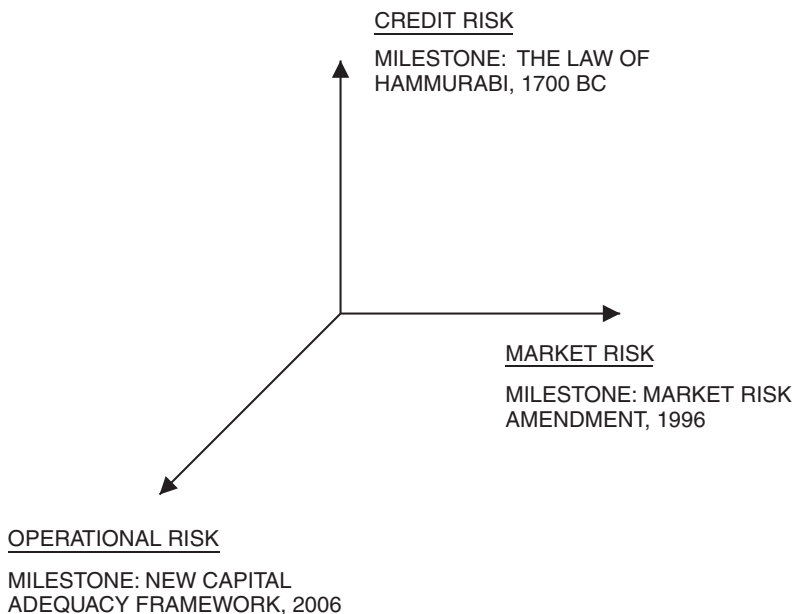 CREDIT RISK
MILESTONE: THE LAW OF
HAMMURABI, 1700 BC
MARKET RISK
MILESTONE: MARKET RISK
AMENDMENT, 1996
OPERATIONAL RISK
MILESTONE: NEW CAPITAL
ADEQUACY FRAMEWORK, 2006